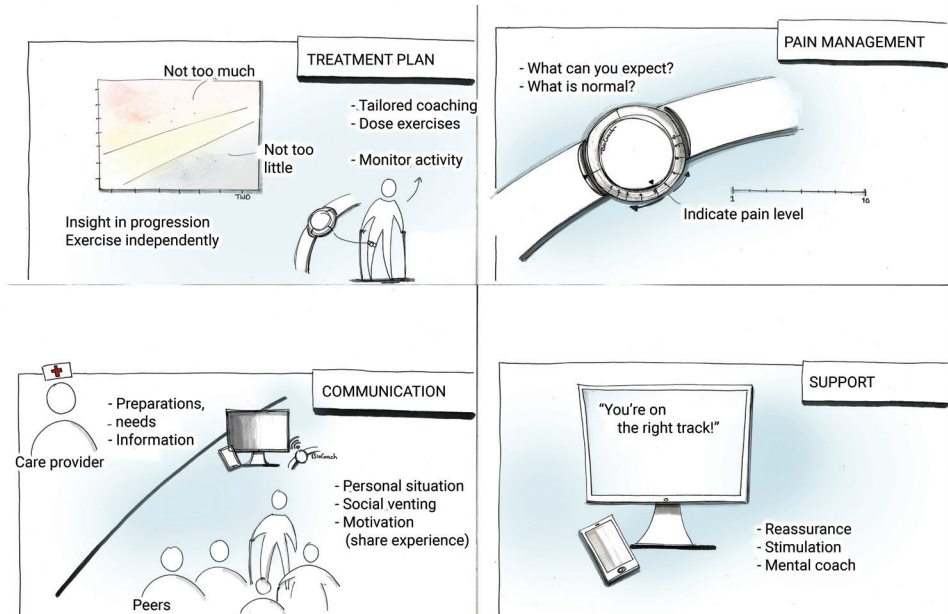 TREATMENT PLAN
Not too much
- Tailored coaching
- Dose exercises
Not too
little
- Monitor activity
TNO
Insight in progression
Exercise independently
PAIN MANAGEMENT
- What can you expect?
- What is normal?
BioCoach
1
10
Indicate pain level
COMMUNICATION
- Preparations,
- needs
- Information
Care provider
BioCoach
- Personal situation
- Social venting
- Motivation
(share experience)
Peers
SUPPORT
“You're on
the right track!”
- Reassurance
- Stimulation
- Mental coach